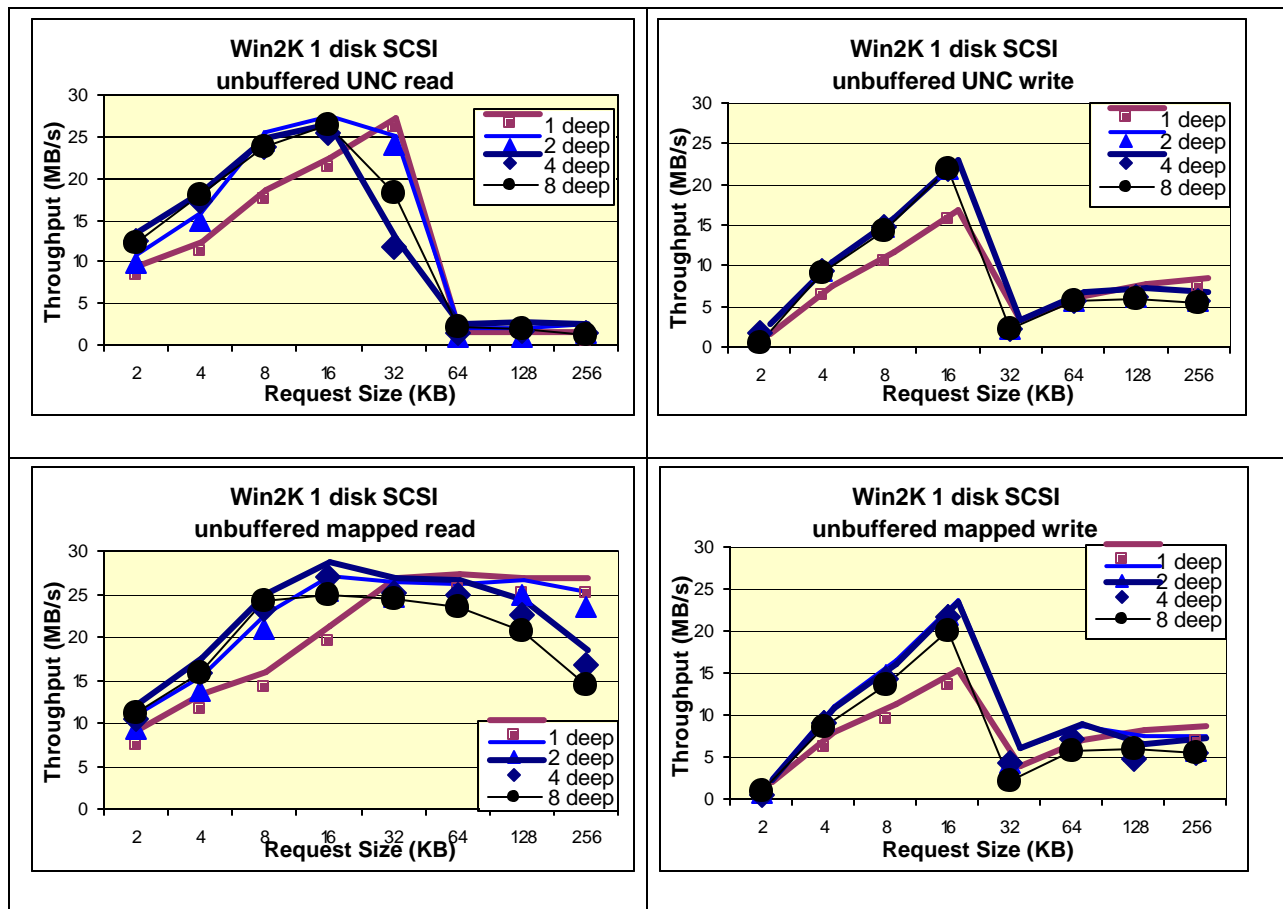 Win2K 1 disk SCSI
unbuffered UNC read
Throughput (MB/s)
30
25
20
15
10
5
0
1 deep
2 deep
4 deep
8 deep
2 4 8 16 32 64 128 256
Request Size (KB)
Win2K 1 disk SCSI
unbuffered UNC write
Throughput (MB/s)
30
25
20
15
10
5
0
1 deep
2 deep
4 deep
8 deep
2 4 8 16 32 64 128 256
Request Size (KB)
Win2K 1 disk SCSI
unbuffered mapped read
Throughput (MB/s)
30
25
20
15
10
5
0
1 deep
2 deep
4 deep
8 deep
2 4 8 16 32 64 128 256
Request Size (KB)
Win2K 1 disk SCSI
unbuffered mapped write
Throughput (MB/s)
30
25
20
15
10
5
0
1 deep
2 deep
4 deep
8 deep
2 4 8 16 32 64 128 256
Request Size (KB)